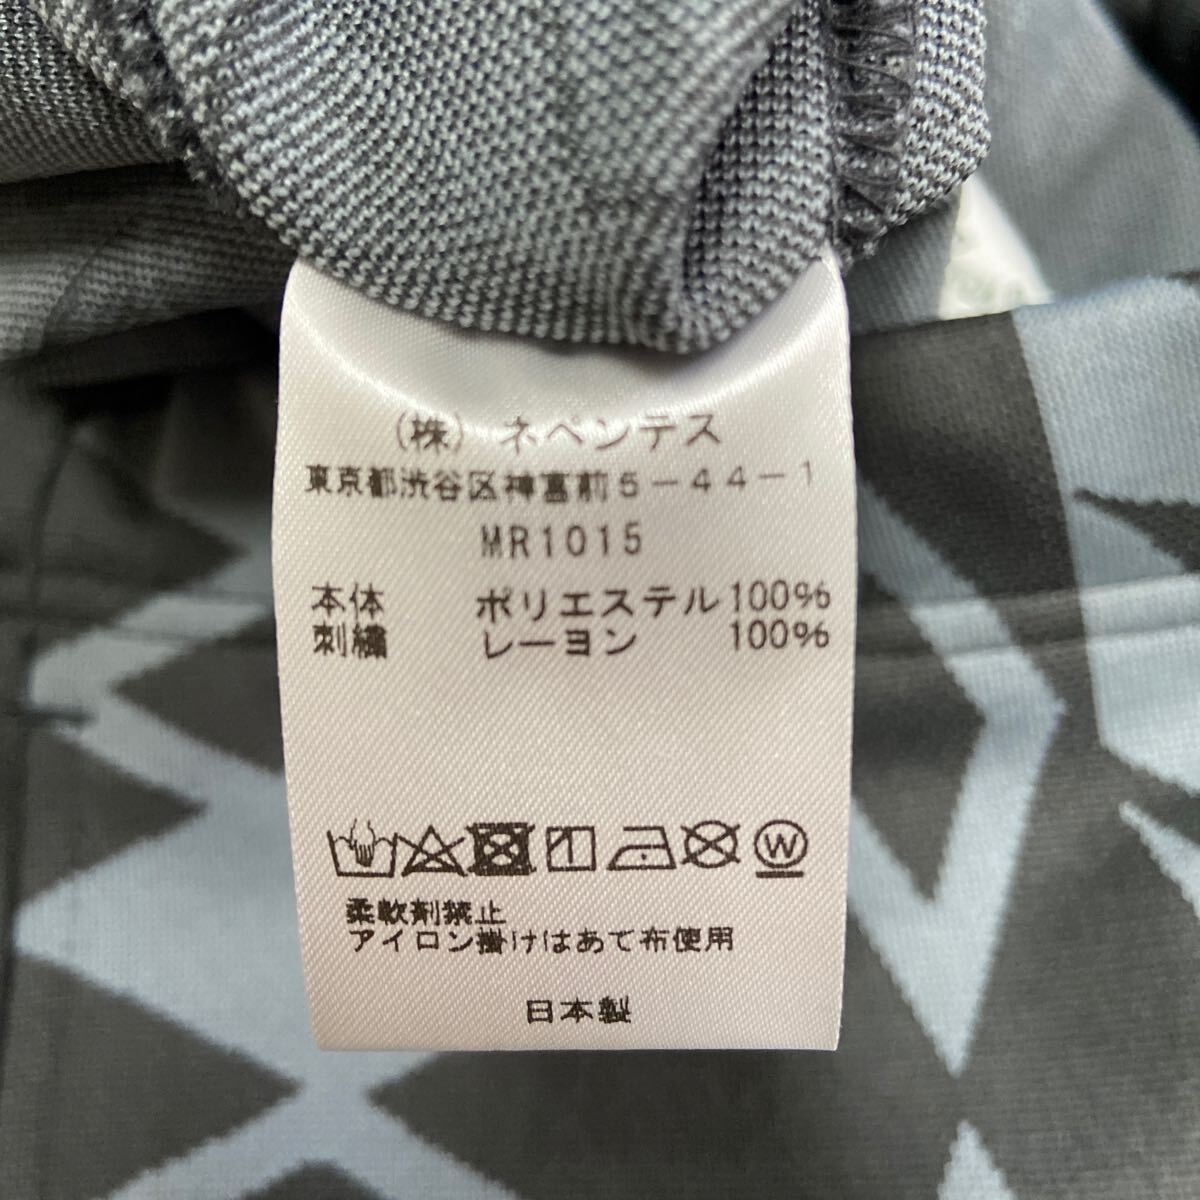 (株)ネペンテス
東京都渋谷区神宮前5-44-1
MR1015
本体 ポリエステル100%
刺繍 レーヨン 100%
W
柔軟剤禁止
アイロン掛けはあて布使用
日本製